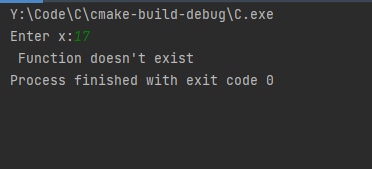 Y:\Code\C\cmake-build-debug\C.exe
Enter x:17
Function doesn't exist
Process finished with exit code 0